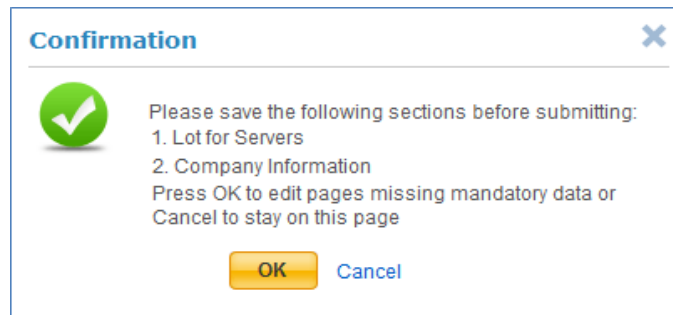 Confirmation
Please save the following sections before submitting:
1. Lot for Servers
2. Company Information
Press OK to edit pages missing mandatory data or
Cancel to stay on this page
OK
Cancel